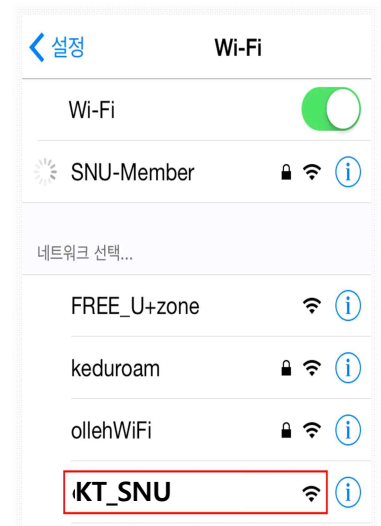 설정 Wi-Fi
Wi-Fi
SNU-Member
네트워크 선택...
FREE_U+zone
keduroam
ollehWiFi
KT_SNU